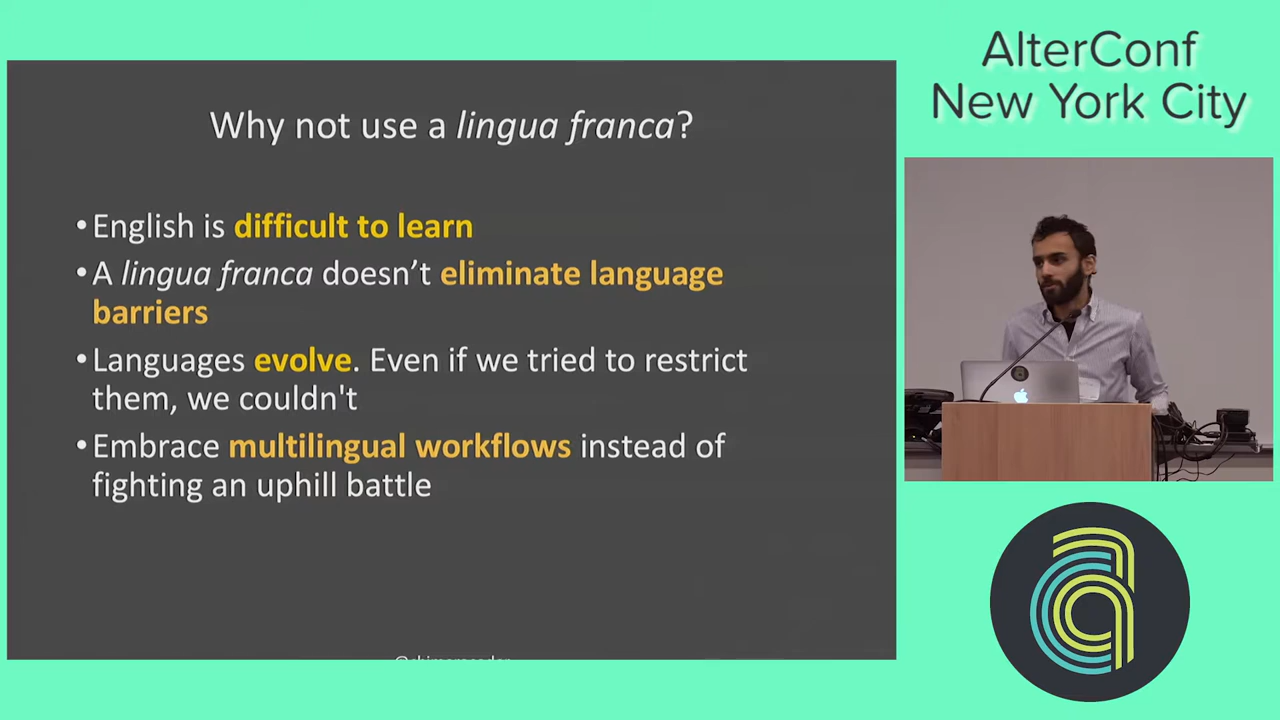 AlterConf
New York City
Why not use a lingua franca?
•English is difficult to learn
•A lingua franca doesn't eliminate language
barriers
•Languages evolve. Even if we tried to restrict
them, we couldn't
•Embrace multilingual workflows instead of
fighting an uphill battle